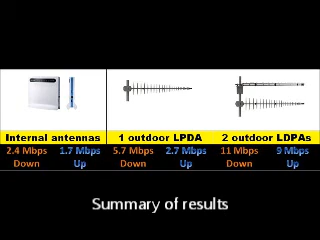 Internal antennas 1 outdoor LPDA 2 outdoor LDPAs
2.4 Mbps 1.7 Mbps 5.7 Mbps 2.7 Mbps 11 Mbps 9 Mbps
Down Up Down Up Down Up
Summary of results